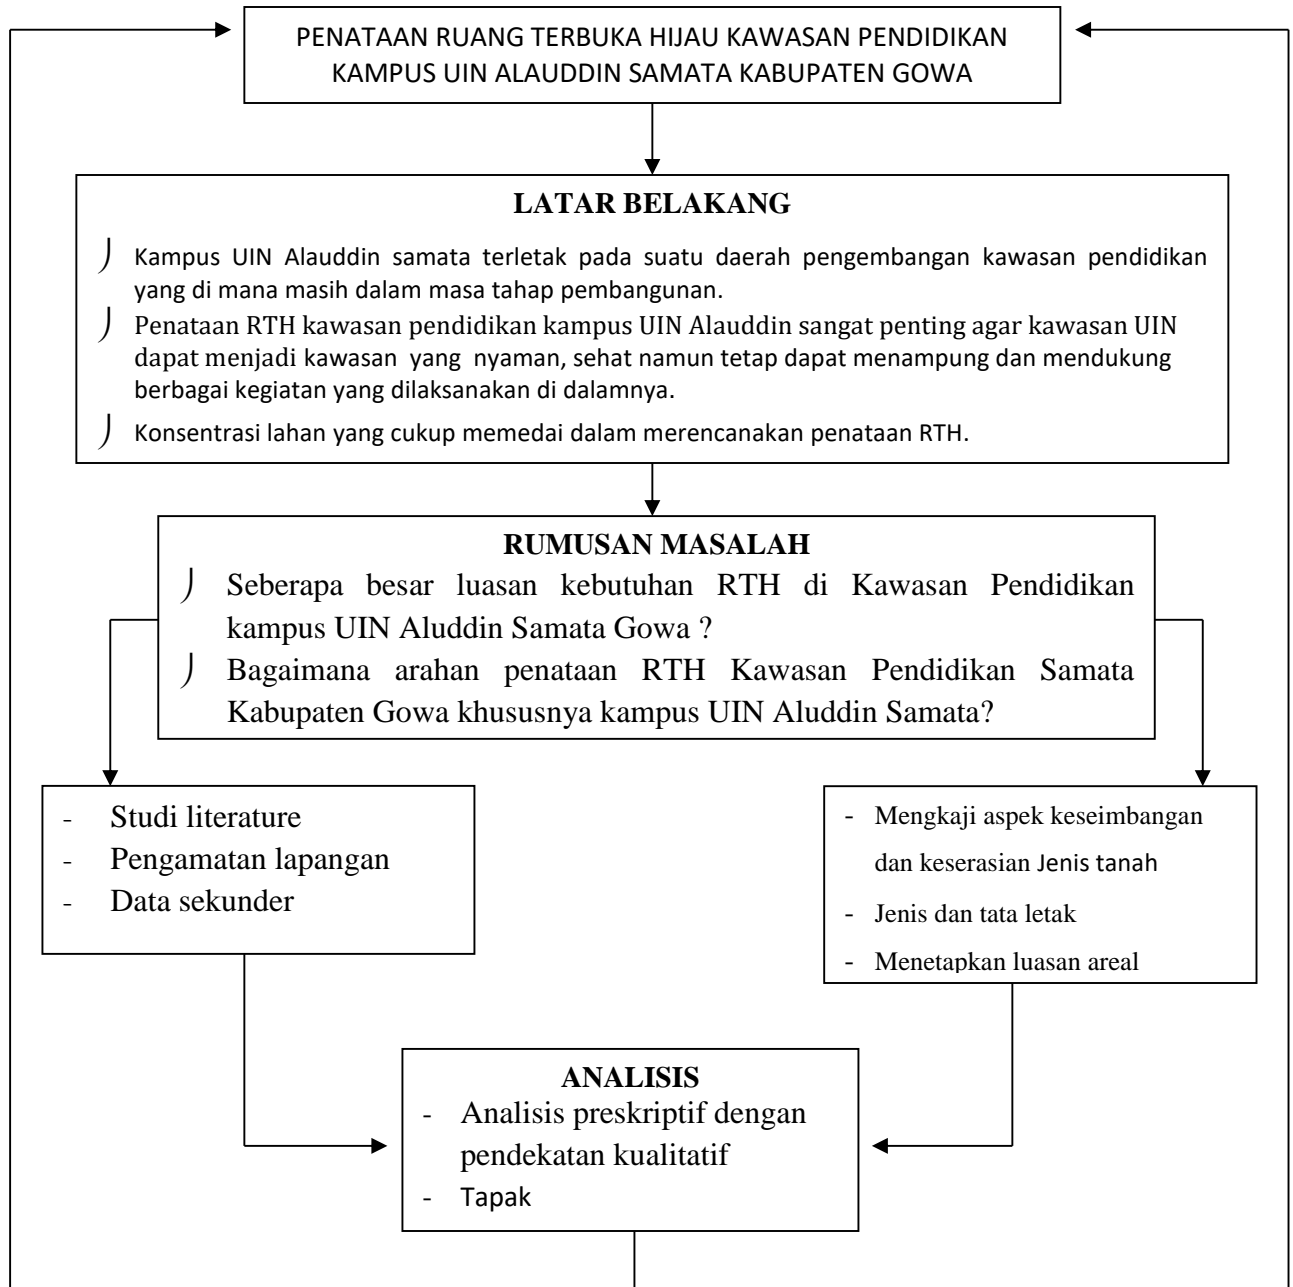 PENATAAN RUANG TERBUKA HIJAU KAWASAN PENDIDIKAN
KAMPUS UIN ALAUDDIN SAMATA KABUPATEN GOWA
LATAR BELAKANG
Kampus UIN Alauddin samata terletak pada suatu daerah pengembangan kawasan pendidikan
yang di mana masih dalam masa tahap pembangunan.
Penataan RTH kawasan pendidikan kampus UIN Alauddin sangat penting agar kawasan UIN
dapat menjadi kawasan yang nyaman, sehat namun tetap dapat menampung dan mendukung
berbagai kegiatan yang dilaksanakan di dalamnya.
Konsentrasi lahan yang cukup memedai dalam merencanakan penataan RTH.
RUMUSAN MASALAH
Seberapa besar luasan kebutuhan RTH di Kawasan Pendidikan
kampus UIN Aluddin Samata Gowa ?
Bagaimana arahan penataan RTH Kawasan Pendidikan Samata
Kabupaten Gowa khususnya kampus UIN Aluddin Samata?
- Studi literature
- Pengamatan lapangan
- Data sekunder
- Mengkaji aspek keseimbangan
dan keserasian Jenis tanah
- Jenis dan tata letak
- Menetapkan luasan areal
ANALISIS
- Analisis preskriptif dengan
pendekatan kualitatif
- Tapak